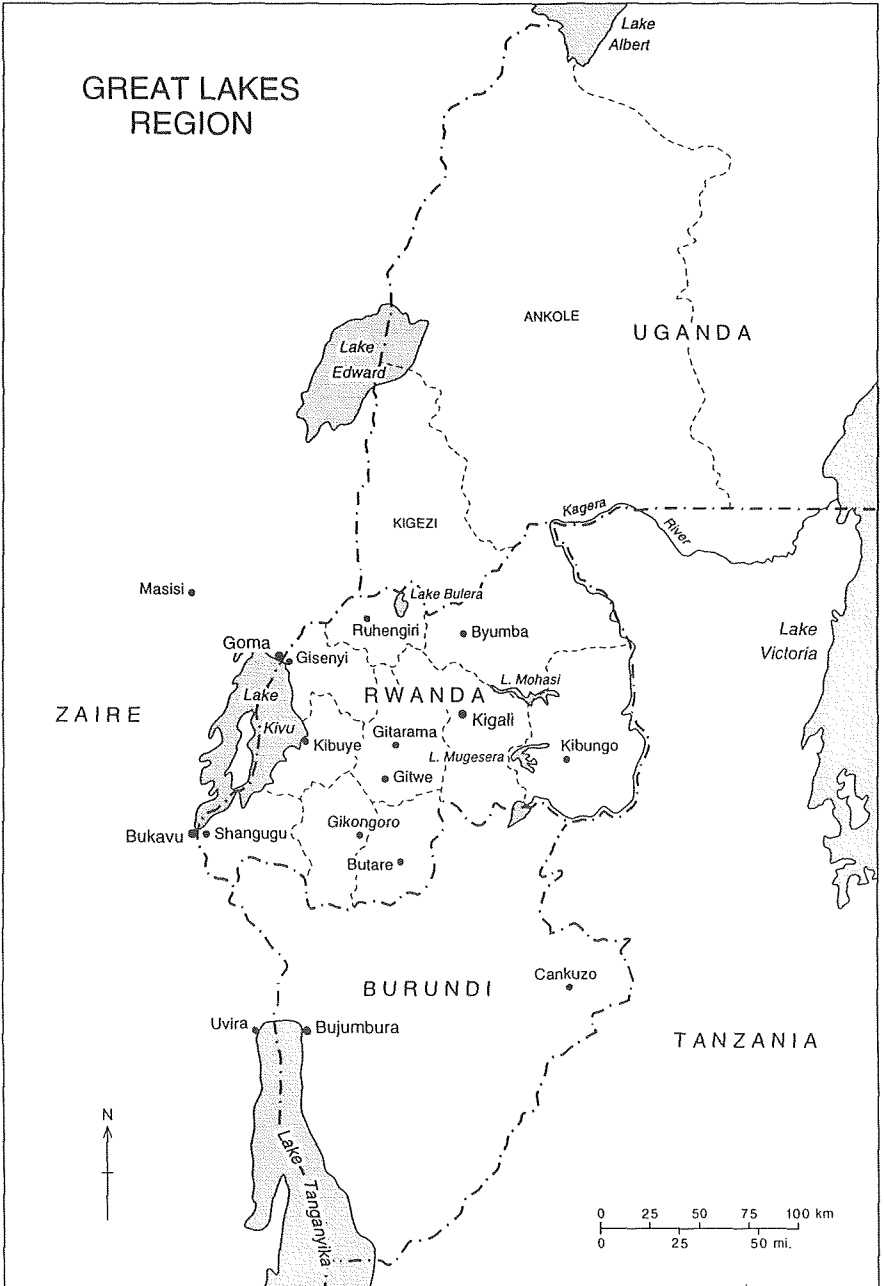 Lake
Albert
GREAT LAKES
REGION
ANKOLE
UGANDA
Lake
Edward
KIGEZI
Kagera
River
Masisi
Lake Bulera
Ruhengiri
Byumba
Goma
Gisenyi
Lake
Victoria
L. Mohasi
RWANDA
Lake
Kivu
ZAIRE
Kigali
Gitarama
Kibuye
L. Mugesera
Kibungo
Gitwe
Gikongoro
Bukavu
Shangugu
Butare
Cankuzo
BURUNDI
Uvira
Bujumbura
TANZANIA
N
Lake
Tanganyika
0 25 50 75 100 km
0 25 50 mi.